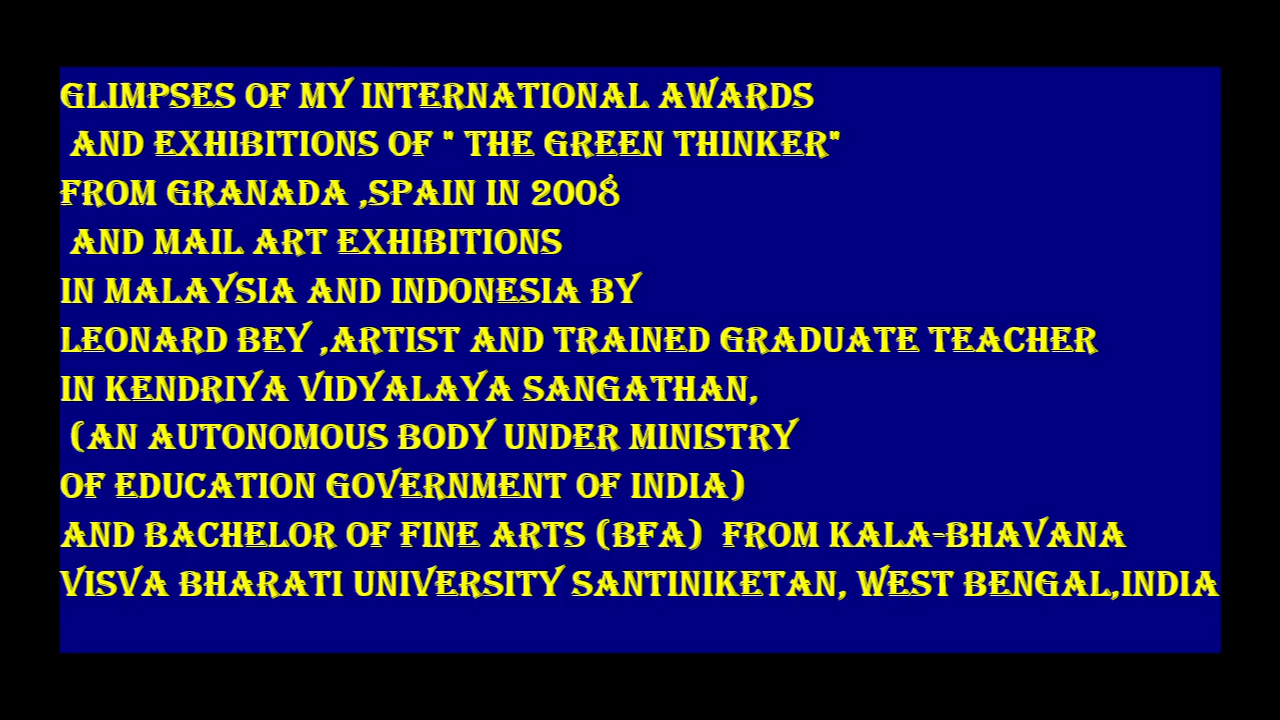 GLIMPSES OF MY INTERNATIONAL AWARDS
AND EXHIBITIONS OF " THE GREEN THINKER"
FROM GRANADA ,SPAIN IN 2008
AND MAIL ART EXHIBITIONS
IN MALAYSIA AND INDONESIA BY
LEONARD BEY ,ARTIST AND TRAINED GRADUATE TEACHER
IN KENDRIYA VIDYALAYA SANGATHAN,
(AN AUTONOMOUS BODY UNDER MINISTRY
OF EDUCATION GOVERNMENT OF INDIA)
AND BACHELOR OF FINE ARTS (BFA)  FROM KALA-BHAVANA
VISVA BHARATI UNIVERSITY SANTINIKETAN, WEST BENGAL,INDIA